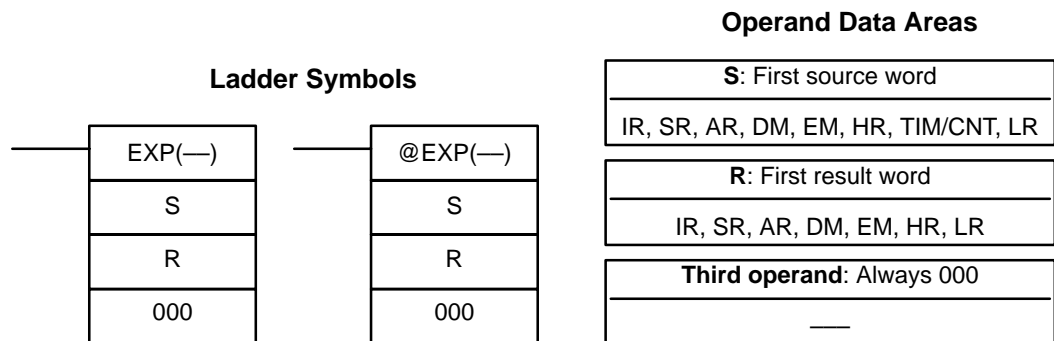 Operand Data Areas
Ladder Symbols
EXP(—)
S
R
000
@EXP(—)
S
R
000
S: First source word
IR, SR, AR, DM, EM, HR, TIM/CNT, LR
R: First result word
IR, SR, AR, DM, EM, HR, LR
Third operand: Always 000
—